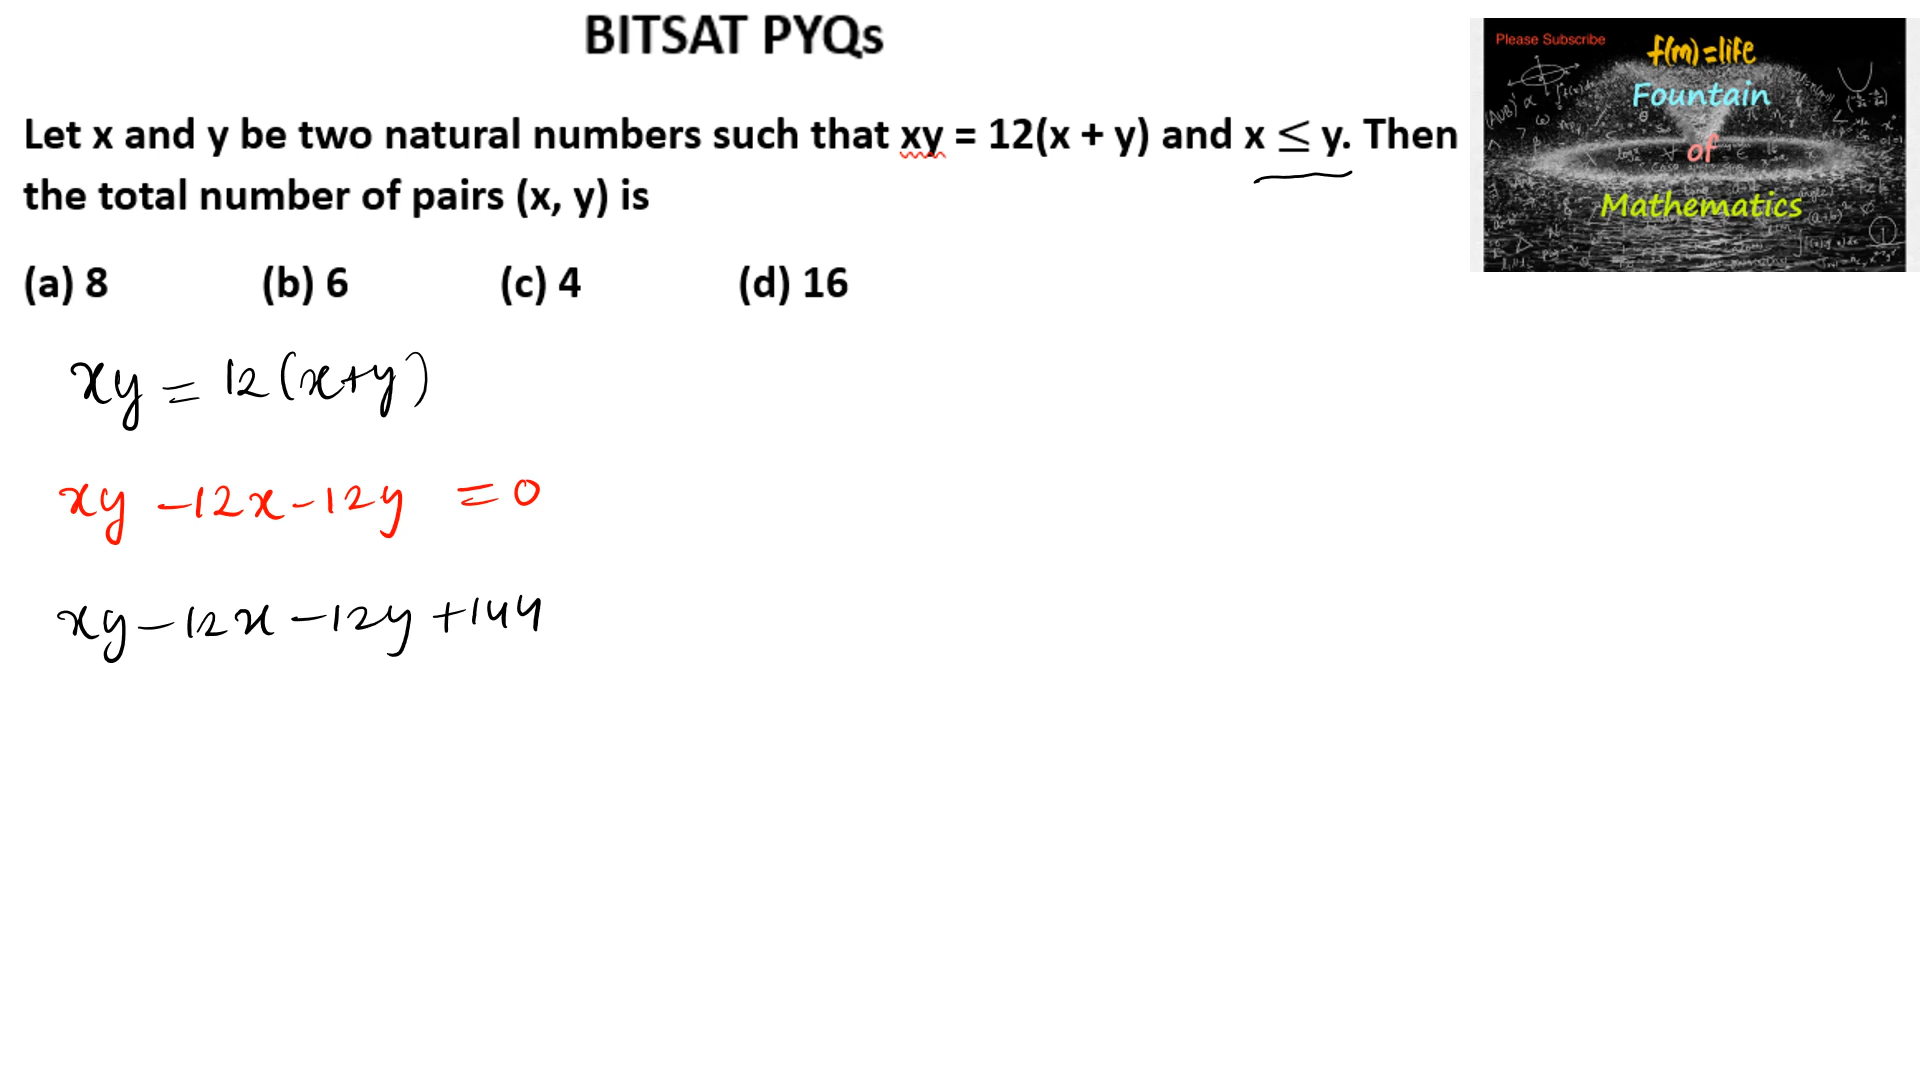 BITSAT PYQs
Please Subscribe
f(m)=life
Fountain
of
Mathematics
Let x and y be two natural numbers such that xy = 12(x + y) and x ≤ y. Then
the total number of pairs (x, y) is
(a) 8 (b) 6 (c) 4 (d) 16
xy = 12(x+y)
xy -12x-12y =0
xy-12x-12y+144